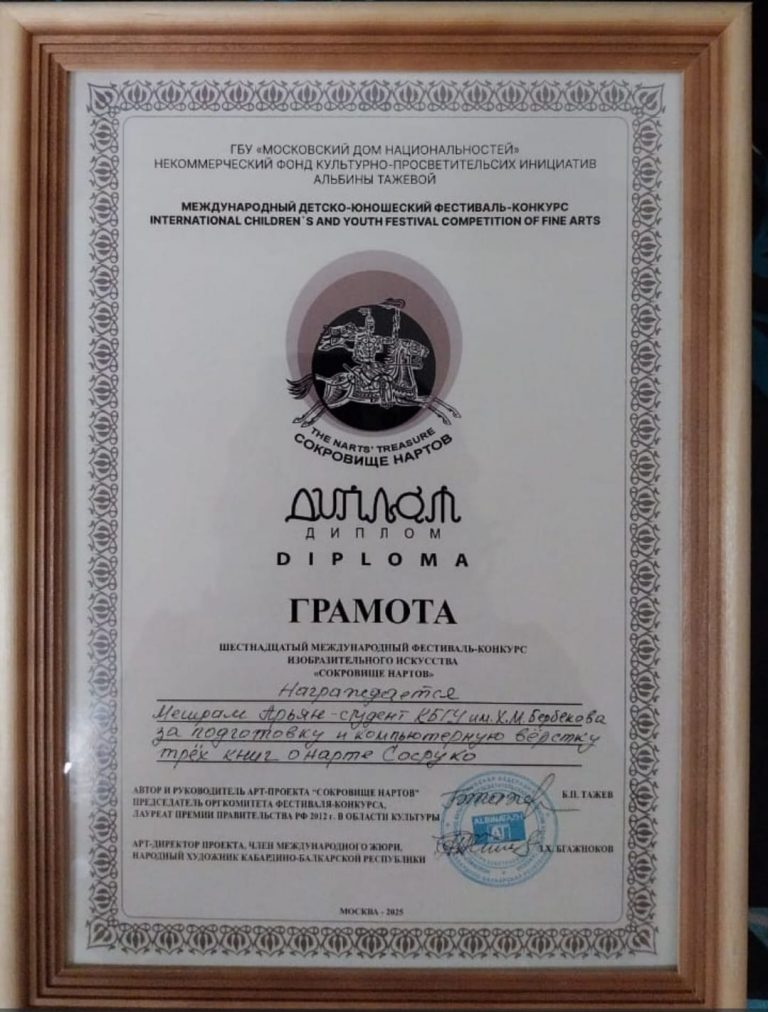 ГБУ «МОСКОВСКИЙ ДОМ НАЦИОНАЛЬНОСТЕЙ»
НЕКОММЕРЧЕСКИЙ ФОНД КУЛЬТУРНО-ПРОСВЕТИТЕЛЬСИХ ИНИЦИАТИВ
АЛЬБИНЫ ТАЖЕВОЙ
МЕЖДУНАРОДНЫЙ ДЕТСКО-ЮНОШЕСКИЙ ФЕСТИВАЛЬ-КОНКУРС
INTERNATIONAL CHILDREN`S AND YOUTH FESTIVAL COMPETITION OF FINE ARTS
THE NARTS' TREASURE
СОКРОВИЩЕ НАРТОВ
ДИПЛОМ
ДИПЛОМ
DIPLOMA
ГРАМОТА
ШЕСТНАДЦАТЫЙ МЕЖДУНАРОДНЫЙ ФЕСТИВАЛЬ-КОНКУРС
ИЗОБРАЗИТЕЛЬНОГО ИСКУССТВА
«СОКРОВИЩЕ НАРТОВ»
Награждается
Мешрам Арьян - студент КБГУ им. Х.М. Бербекова
за подготовку и компьютерную вёрстку
трёх книг о нарте Сосруко
АВТОР И РУКОВОДИТЕЛЬ АРТ-ПРОЕКТА "СОКРОВИЩЕ НАРТОВ"
ПРЕДСЕДАТЕЛЬ ОРГКОМИТЕТА ФЕСТИВАЛЯ-КОНКУРСА,
ЛАУРЕАТ ПРЕМИИ ПРАВИТЕЛЬСТВА РФ 2012 г. В ОБЛАСТИ КУЛЬТУРЫ
Б.П. ТАЖЕВ
АРТ-ДИРЕКТОР ПРОЕКТА, ЧЛЕН МЕЖДУНАРОДНОГО ЖЮРИ,
НАРОДНЫЙ ХУДОЖНИК КАБАРДИНО-БАЛКАРСКОЙ РЕСПУБЛИКИ
БГАЖНОКОВ
ALBINATAZH
AT
МОСКВА - 2025